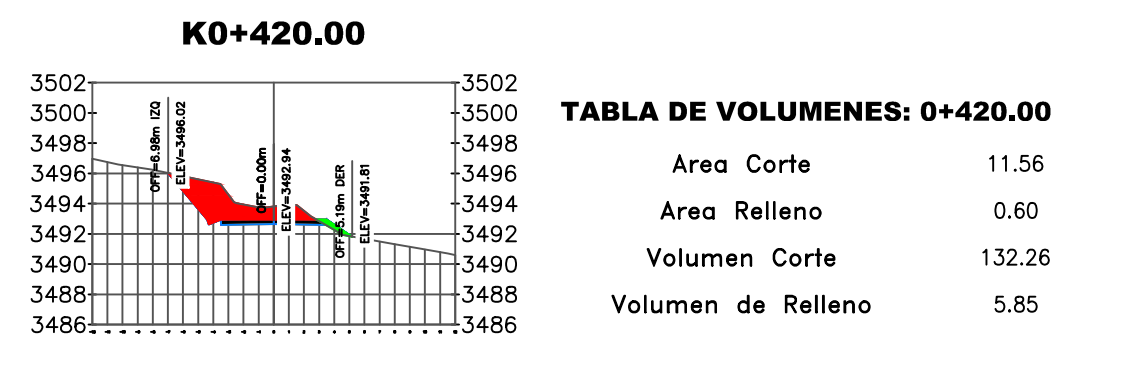 K0+420.00
3502 3502
3500 3500
3498 3498
3496 3496
3494 3494
3492 3492
3490 3490
3488 3488
3486 3486
OFF=6.98m IZQ
ELEV=3496.02
OFF=0.00m
ELEV=3492.94
OFF=5.19m DER
ELEV=3491.81
TABLA DE VOLUMENES: 0+420.00
Area Corte 11.56
Area Relleno 0.60
Volumen Corte 132.26
Volumen de Relleno 5.85